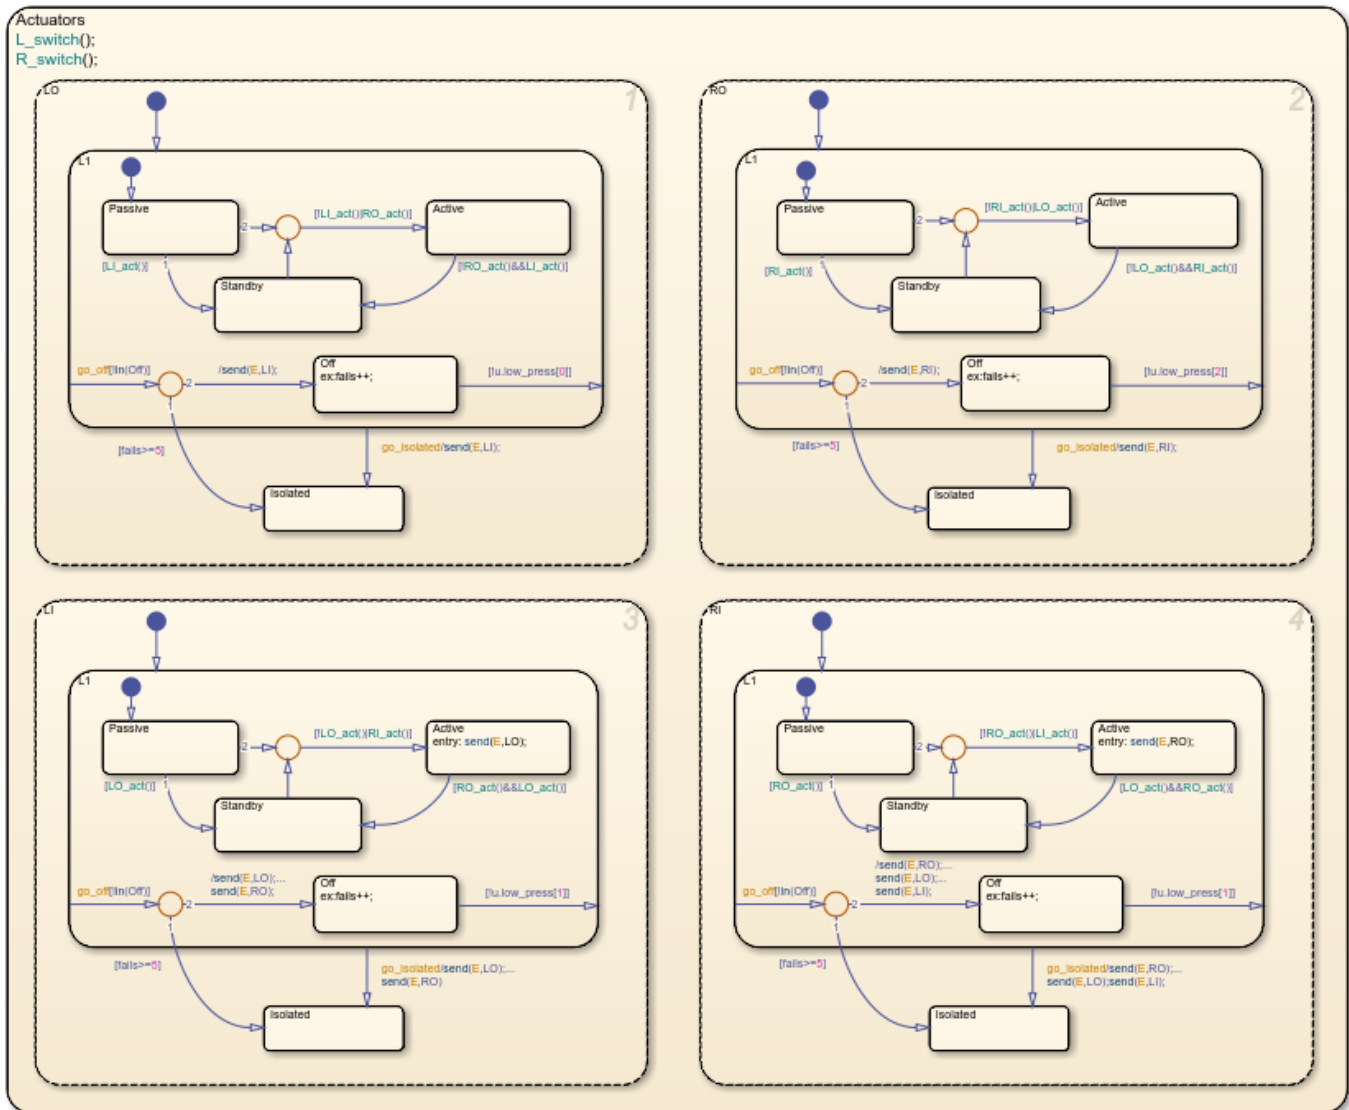 Actuators
L_switch();
R_switch();
LO
1
L1
Passive
[!LI_act()|RO_act()]
Active
2
[LI_act()]
1
[!RO_act()&&LI_act()]
Standby
go_off[!in(Off)]
/send(E,LI);
Off
ex:fails++;
[!u.low_press[0]]
2
1
[fails>=5]
go_isolated/send(E,LI);
Isolated
RO
2
L1
Passive
[!RI_act()|LO_act()]
Active
2
[RI_act()]
1
[!LO_act()&&RI_act()]
Standby
go_off[!in(Off)]
/send(E,RI);
Off
ex:fails++;
[!u.low_press[2]]
2
1
[fails>=5]
go_isolated/send(E,RI);
Isolated
LI
3
L1
Passive
[!LO_act()|RI_act()]
Active
entry: send(E,LO);
2
[LO_act()]
1
[RO_act()&&LO_act()]
Standby
go_off[!in(Off)]
/send(E,LO);...
send(E,RO);
Off
ex:fails++;
[!u.low_press[1]]
2
1
[fails>=5]
go_isolated/send(E,LO);...
send(E,RO)
Isolated
RI
4
L1
Passive
[!RO_act()|LI_act()]
Active
entry: send(E,RO);
2
[RO_act()]
1
[LO_act()&&RO_act()]
Standby
go_off[!in(Off)]
/send(E,RO);...
send(E,LO);...
send(E,LI);
Off
ex:fails++;
[!u.low_press[1]]
2
1
[fails>=5]
go_isolated/send(E,RO);...
send(E,LO);send(E,LI);
Isolated